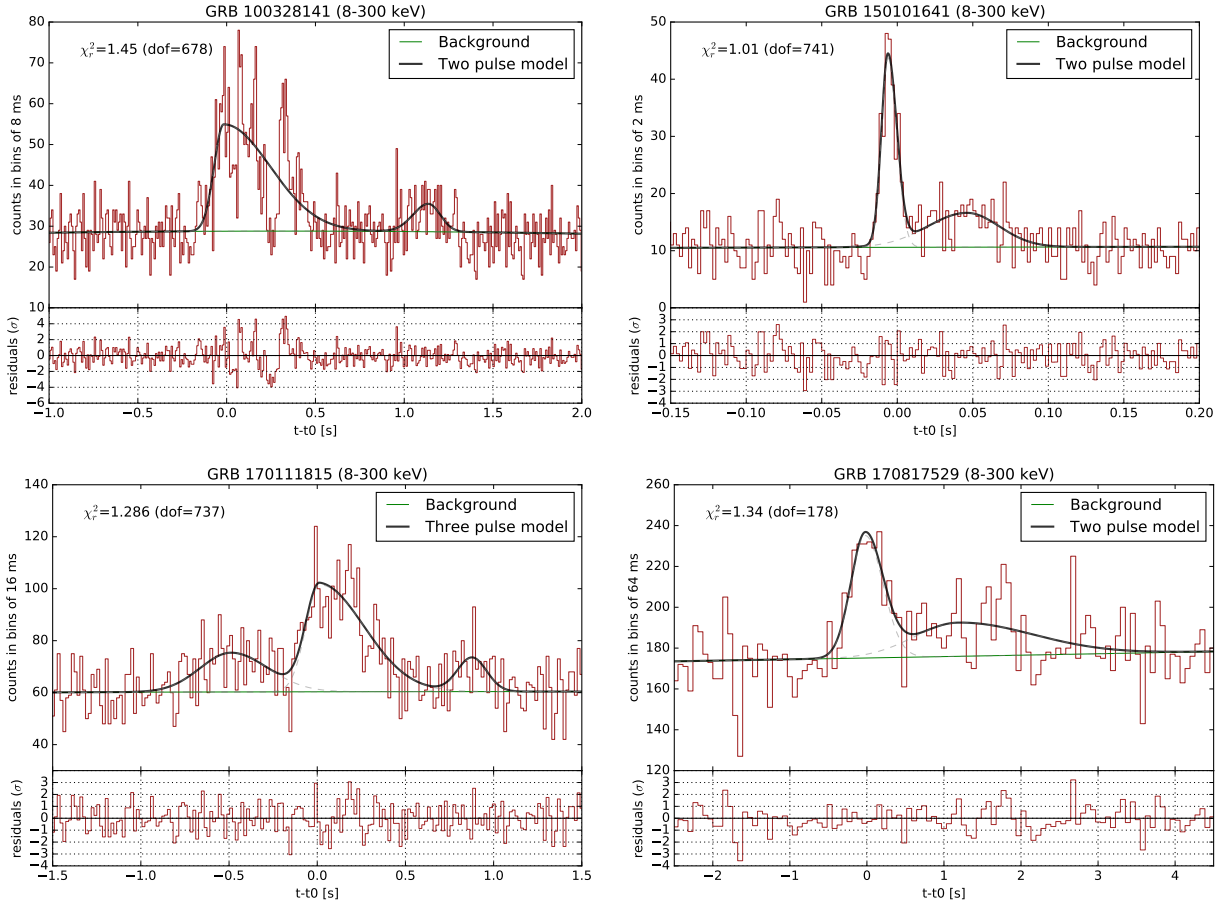 GRB 100328141 (8-300 keV)
χ_r^2=1.45 (dof=678)
Background
Two pulse model
counts in bins of 8 ms
80
70
60
50
40
30
20
10
residuals (σ)
4
2
0
−2
−4
−6
−1.0 −0.5 0.0 0.5 1.0 1.5 2.0
t-t0 [s]
GRB 150101641 (8-300 keV)
χ_r^2=1.01 (dof=741)
Background
Two pulse model
counts in bins of 2 ms
50
40
30
20
10
0
residuals (σ)
3
2
1
0
−1
−2
−3
−4
−0.15 −0.10 −0.05 0.00 0.05 0.10 0.15 0.20
t-t0 [s]
GRB 170111815 (8-300 keV)
χ_r^2=1.286 (dof=737)
Background
Three pulse model
counts in bins of 16 ms
140
120
100
80
60
40
residuals (σ)
3
2
1
0
−1
−2
−3
−4
−1.5 −1.0 −0.5 0.0 0.5 1.0 1.5
t-t0 [s]
GRB 170817529 (8-300 keV)
χ_r^2=1.34 (dof=178)
Background
Two pulse model
counts in bins of 64 ms
260
240
220
200
180
160
140
120
residuals (σ)
3
2
1
0
−1
−2
−3
−4
−2 −1 0 1 2 3 4
t-t0 [s]